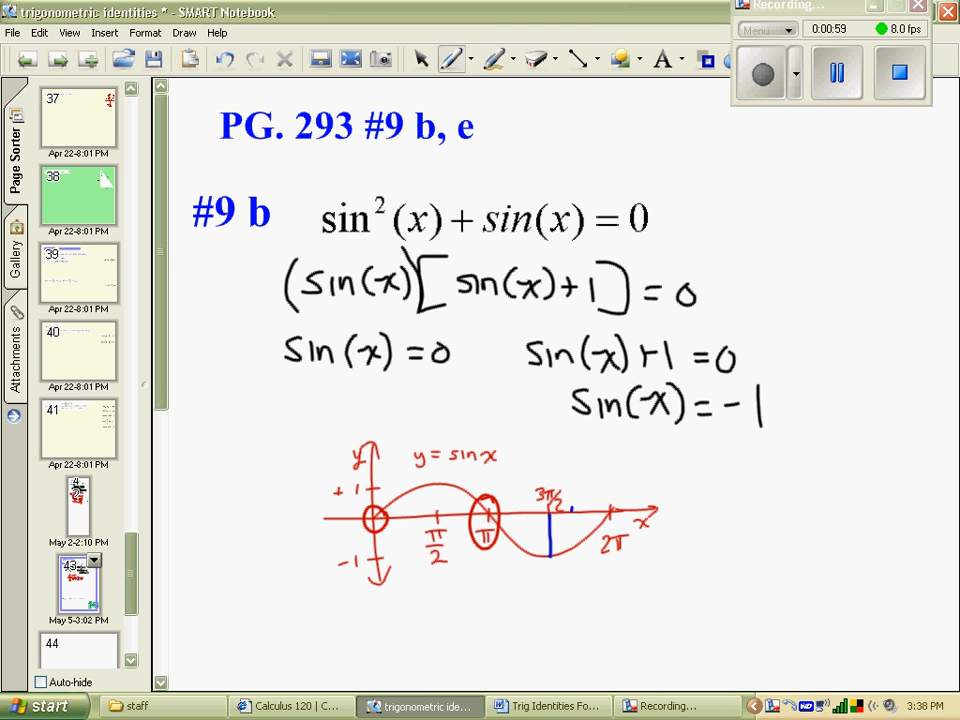 trigonometric identities * - SMART Notebook
Recording...
File Edit View Insert Format Draw Help
Menu 0:00:59 8.0 fps
Page Sorter
Gallery
Attachments
37
Apr 22-8:01 PM
38
Apr 22-8:01 PM
39
Apr 22-8:01 PM
40
Apr 22-8:01 PM
41
Apr 22-8:01 PM
May 2-2:10 PM
43
May 5-3:02 PM
44
Auto-hide
PG. 293 #9 b, e
#9 b sin²(x) + sin(x) = 0
(sin(x)) [sin(x)+1] = 0
sin(x) = 0 sin(x)+1 = 0
sin(x) = -1
y y = sin x
+1
3π/2
x
π/2 π 2π
-1
start staff Calculus 120 | C... trigonometric ide... Trig Identities Fo... Recording... 3:38 PM